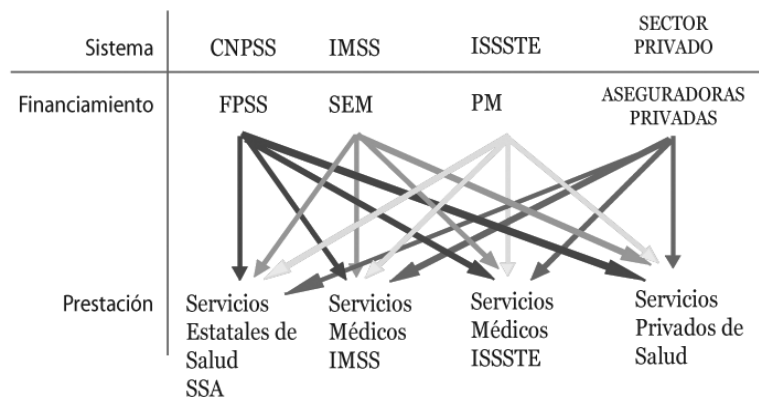 Sistema CNPSS IMSS ISSSTE SECTOR PRIVADO
Financiamiento FPSS SEM PM ASEGURADORAS PRIVADAS
Prestación
Servicios
Estatales de
Salud
SSA
Servicios
Médicos
IMSS
Servicios
Médicos
ISSSTE
Servicios
Privados de
Salud